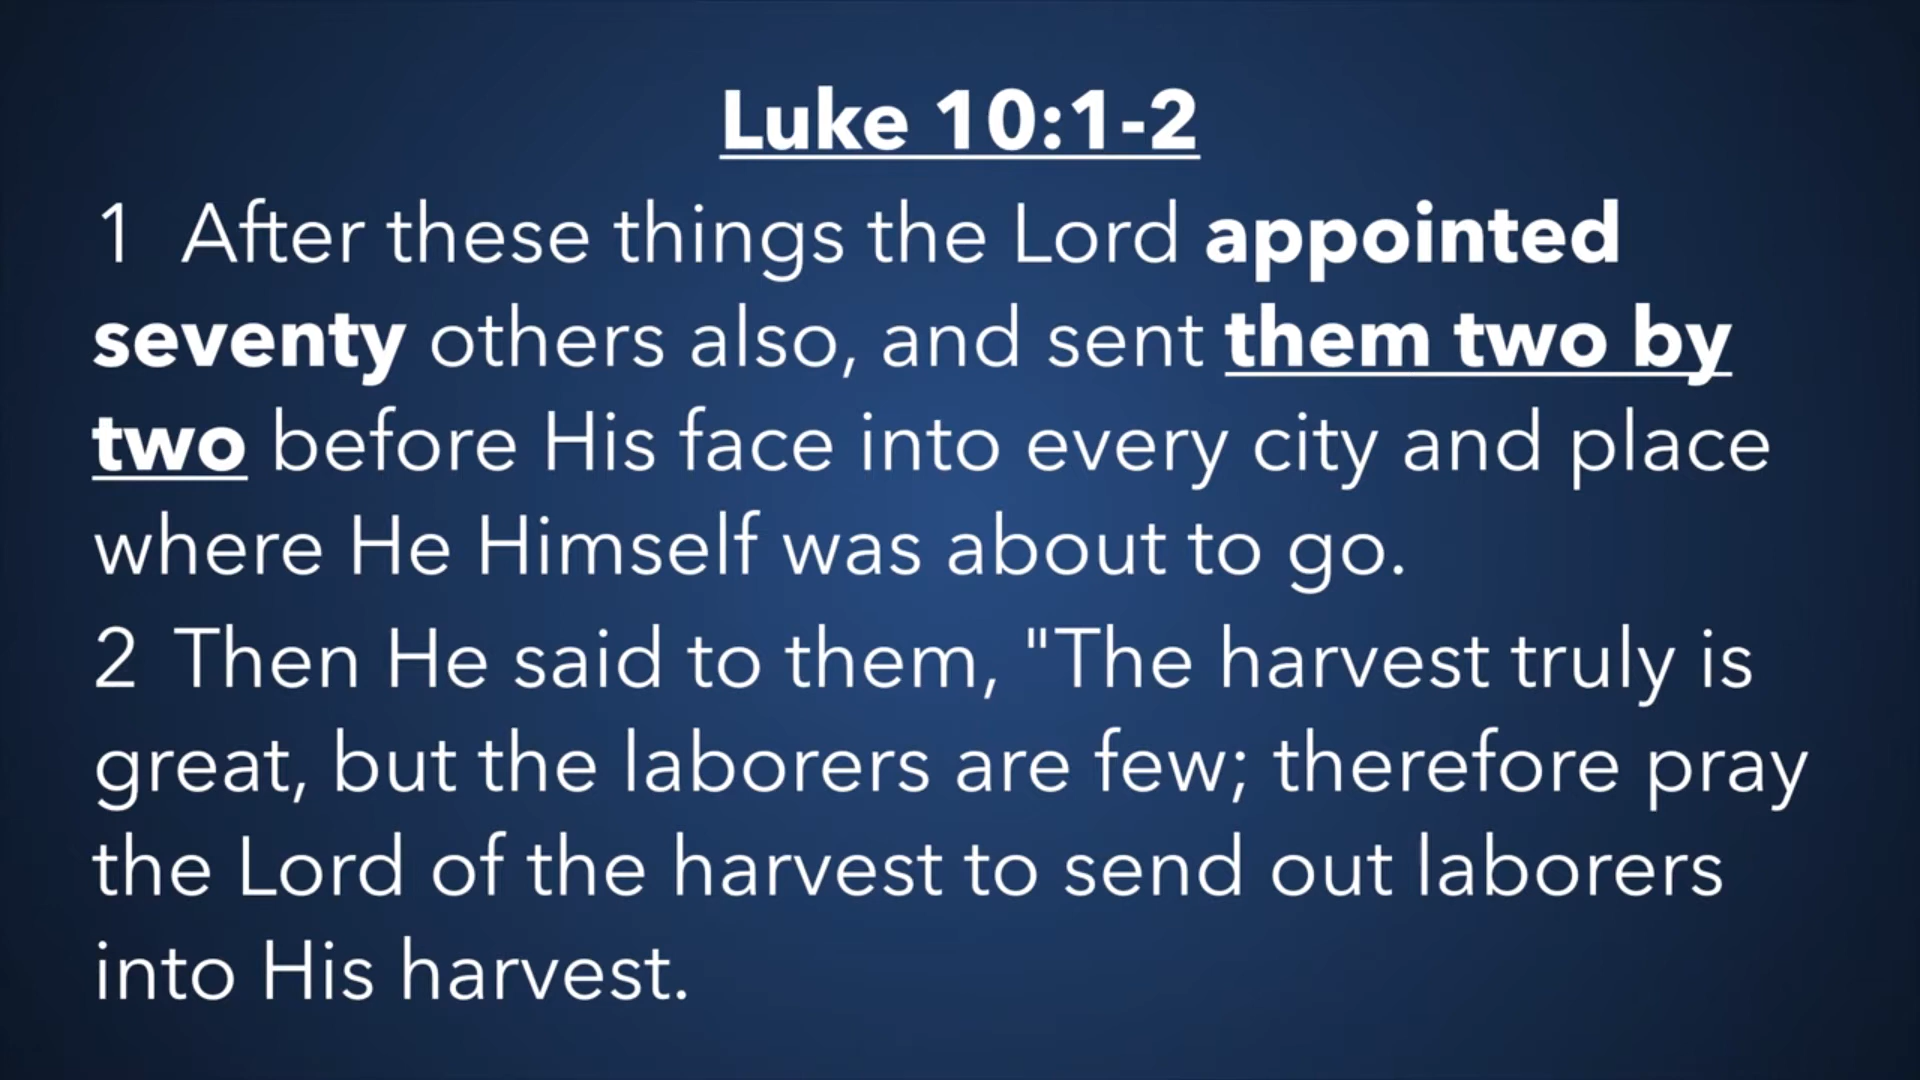 Luke 10:1-2
1 After these things the Lord appointed
seventy others also, and sent them two by
two before His face into every city and place
where He Himself was about to go.
2 Then He said to them, "The harvest truly is
great, but the laborers are few; therefore pray
the Lord of the harvest to send out laborers
into His harvest.